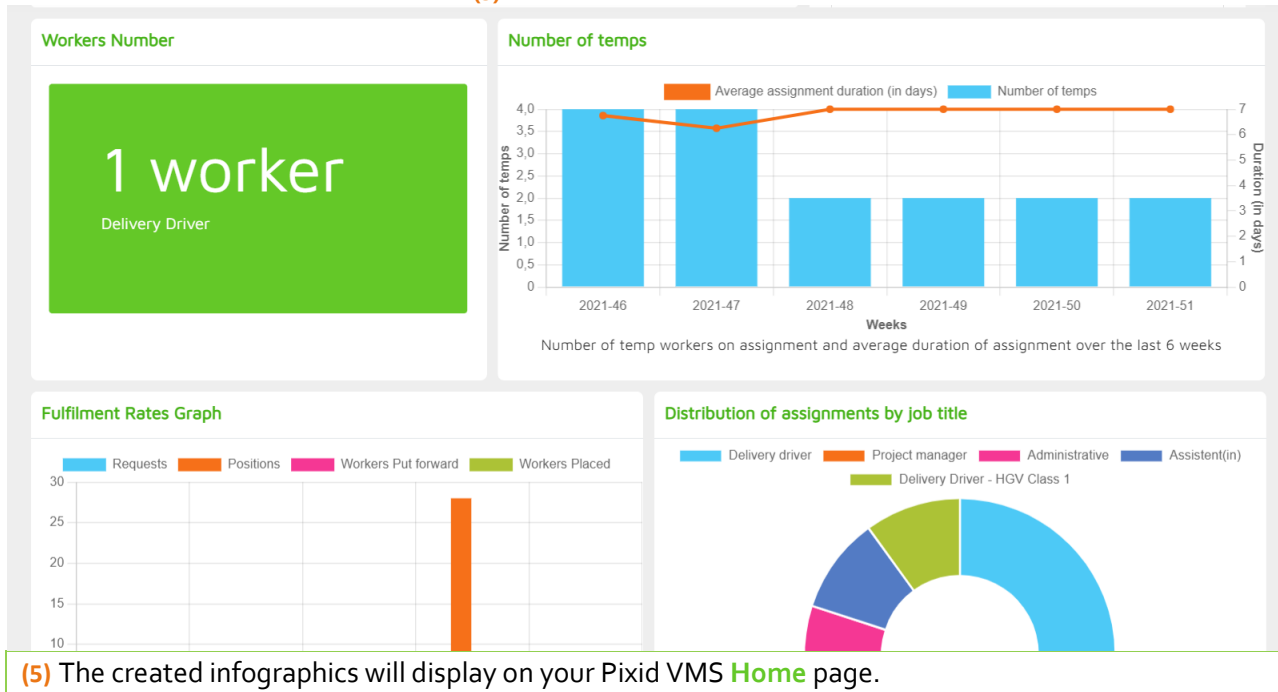 Workers Number
1 worker
Delivery Driver
Number of temps
Average assignment duration (in days) Number of temps
4,0
3,5
3,0
2,5
2,0
1,5
1,0
0,5
0
Number of temps
7
6
5
4
3
2
1
0
Duration (in days)
2021-46 2021-47 2021-48 2021-49 2021-50 2021-51
Weeks
Number of temp workers on assignment and average duration of assignment over the last 6 weeks
Fulfilment Rates Graph
Requests Positions Workers Put forward Workers Placed
30
25
20
15
10
Distribution of assignments by job title
Delivery driver Project manager Administrative Assistent(in)
Delivery Driver - HGV Class 1
(5) The created infographics will display on your Pixid VMS Home page.